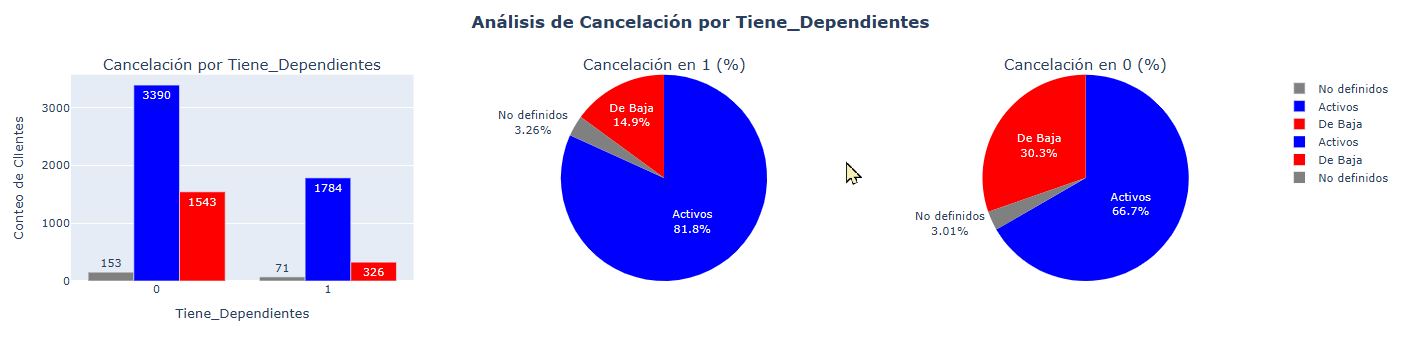 Análisis de Cancelación por Tiene_Dependientes
Cancelación por Tiene_Dependientes
Conteo de Clientes
3000
2000
1000
0
153
3390
1543
71
1784
326
0
1
Tiene_Dependientes
Cancelación en 1 (%)
De Baja
14.9%
No definidos
3.26%
Activos
81.8%
Cancelación en 0 (%)
De Baja
30.3%
No definidos
3.01%
Activos
66.7%
No definidos
Activos
De Baja
Activos
De Baja
No definidos